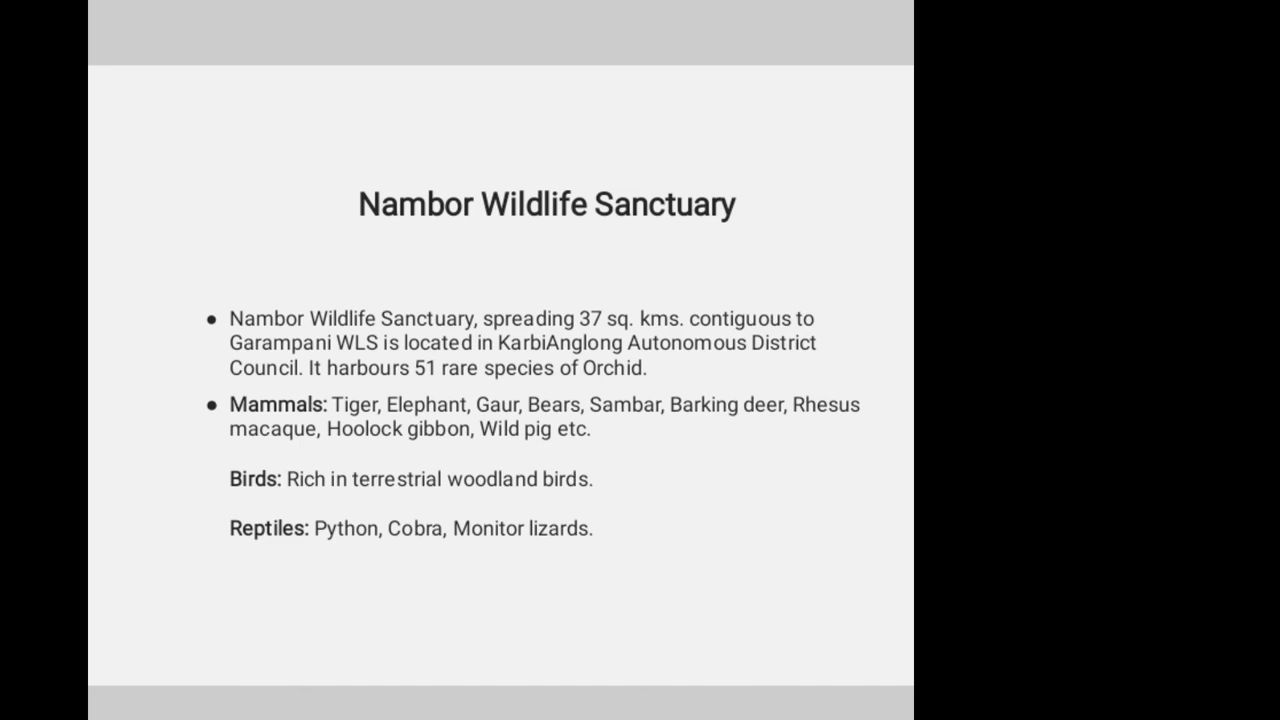 Nambor Wildlife Sanctuary
● Nambor Wildlife Sanctuary, spreading 37 sq. kms. contiguous to
Garampani WLS is located in KarbiAnglong Autonomous District
Council. It harbours 51 rare species of Orchid.
● Mammals: Tiger, Elephant, Gaur, Bears, Sambar, Barking deer, Rhesus
macaque, Hoolock gibbon, Wild pig etc.
Birds: Rich in terrestrial woodland birds.
Reptiles: Python, Cobra, Monitor lizards.